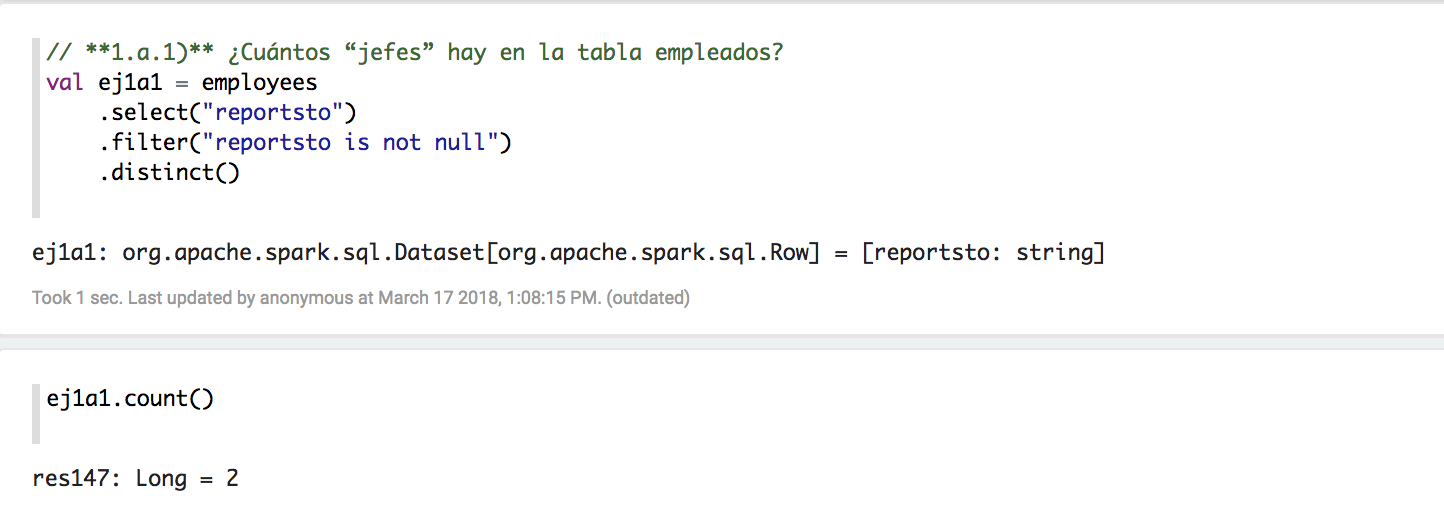 // **1.a.1)** ¿Cuántos “jefes” hay en la tabla empleados?
val ej1a1 = employees
.select("reportsto")
.filter("reportsto is not null")
.distinct()
ej1a1: org.apache.spark.sql.Dataset[org.apache.spark.sql.Row] = [reportsto: string]
Took 1 sec. Last updated by anonymous at March 17 2018, 1:08:15 PM. (outdated)
ej1a1.count()
res147: Long = 2